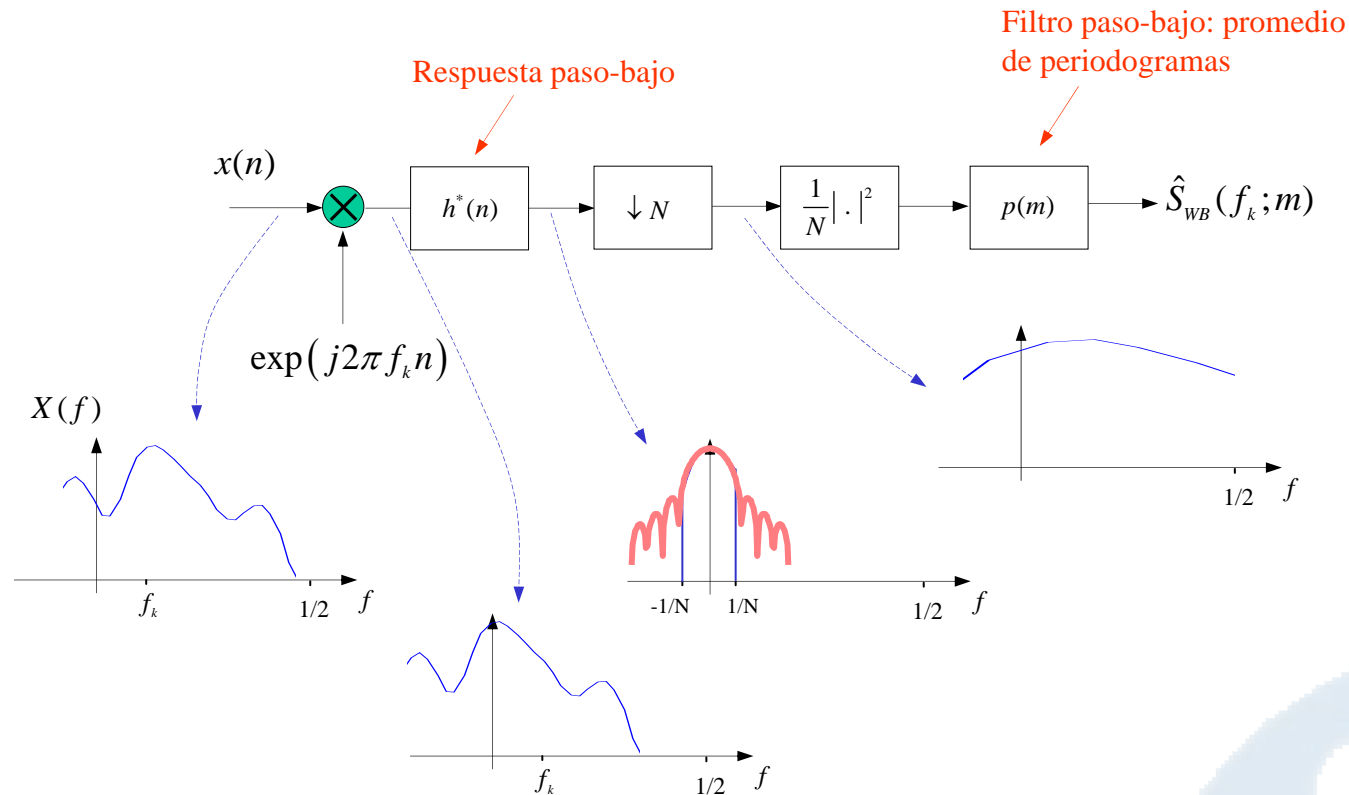 Filtro paso-bajo: promedio
de periodogramas
Respuesta paso-bajo
x(n)
h*(n)
↓ N
1/N | . |²
p(m)
Ŝ_WB(f_k;m)
exp(j2πf_k n)
X(f)
f_k
1/2
f
f_k
1/2
f
-1/N
1/N
1/2
f
1/2
f